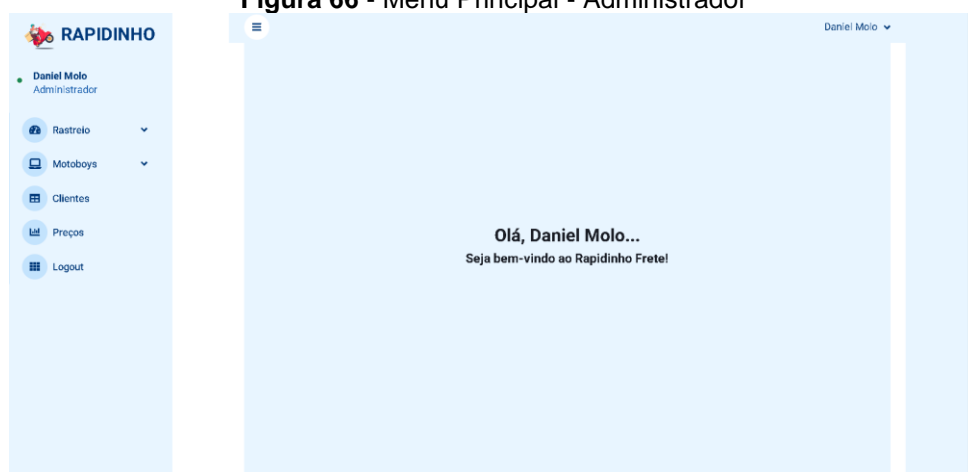 Figura 66 - Menu Principal - Administrador
RAPIDINHO
Daniel Molo
Daniel Molo
Administrador
Rastreio
Motoboys
Clientes
Preços
Logout
Olá, Daniel Molo...
Seja bem-vindo ao Rapidinho Frete!